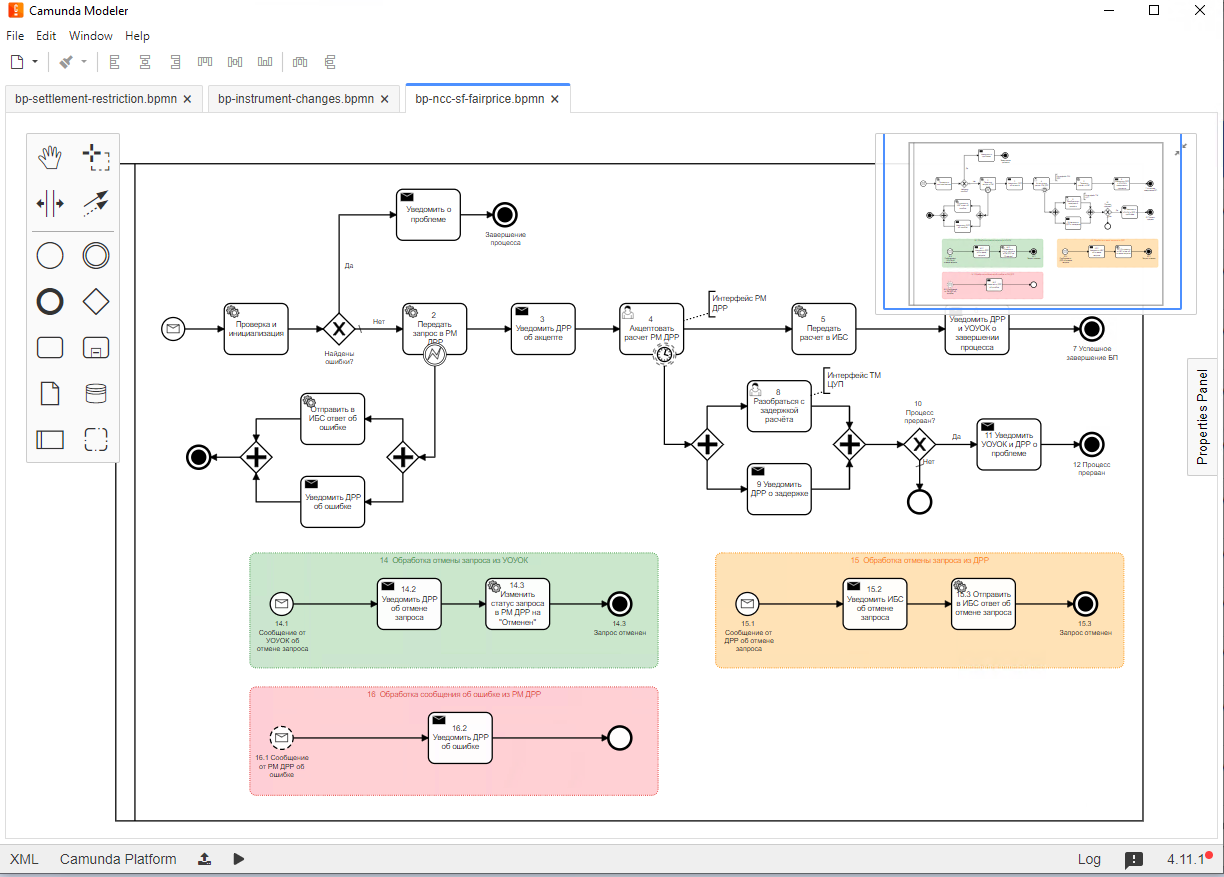 Camunda Modeler
File Edit Window Help
bp-settlement-restriction.bpmn
bp-instrument-changes.bpmn
bp-ncc-sf-fairprice.bpmn
Уведомить о
проблеме
Завершение
процесса
Да
Проверка и
инициализация
Найдены
ошибки?
Нет
2
Передать
запрос в РМ
ДРР
3
Уведомить ДРР
об акцепте
4
Акцептовать
расчет РМ ДРР
Интерфейс РМ
ДРР
5
Передать
расчет в ИБС
Уведомить ДРР
и УОУОК о
завершении
процесса
7 Успешное
завершение БП
Отправить в
ИБС ответ об
ошибке
Уведомить ДРР
об ошибке
8
Разобраться с
задержкой
расчёта
Интерфейс ТМ
ЦУП
9 Уведомить
ДРР о задержке
10
Процесс
прерван?
Да
Нет
11 Уведомить
УОУОК и ДРР о
проблеме
12 Процесс
прерван
14 Обработка отмены запроса из УОУОК
14.1
Сообщение от
УОУОК об
отмене запроса
14.2
Уведомить ДРР
об отмене
запроса
14.3
Изменить
статус запроса
в РМ ДРР на
"Отменен"
14.3
Запрос отменен
15 Обработка отмены запроса из ДРР
15.1
Сообщение от
ДРР об отмене
запроса
15.2
Уведомить ИБС
об отмене
запроса
15.3 Отправить
в ИБС ответ об
отмене запроса
15.3
Запрос отменен
16 Обработка сообщения об ошибке из РМ ДРР
16.1 Сообщение
от РМ ДРР об
ошибке
16.2
Уведомить ДРР
об ошибке
Properties Panel
XML Camunda Platform Log 4.11.1